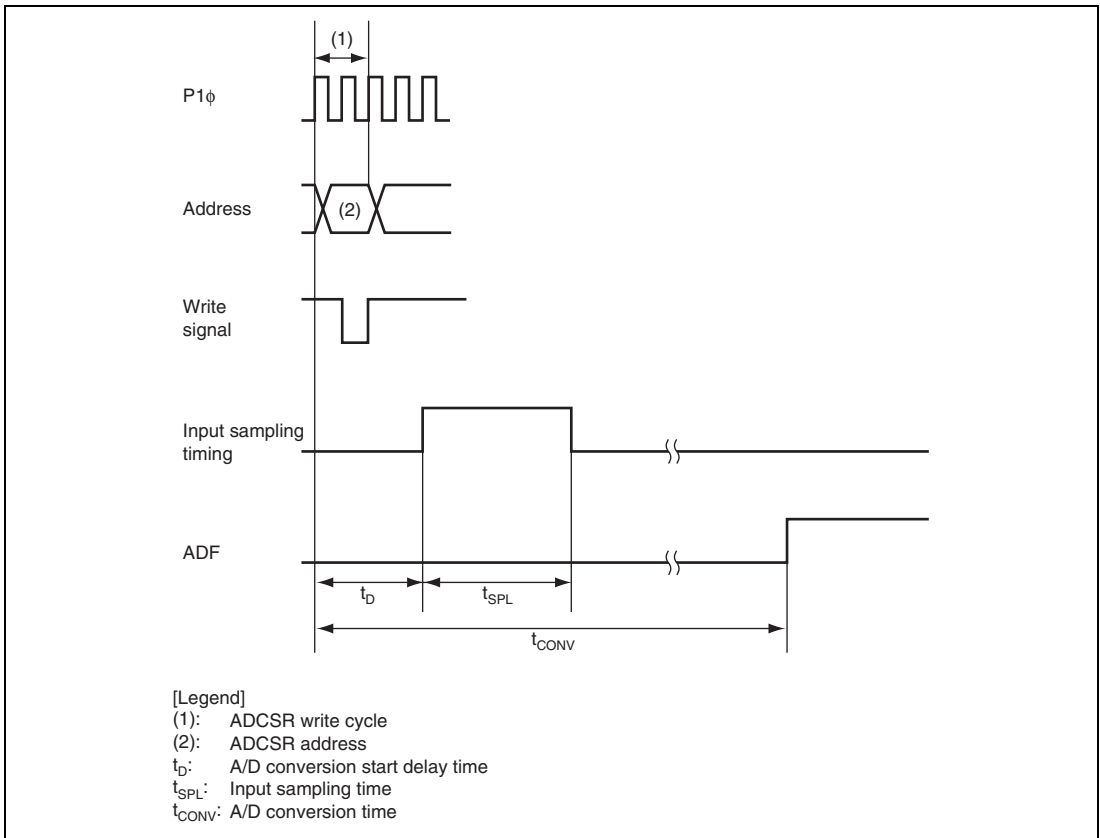 (1)
P1ϕ
Address
(2)
Write
signal
Input sampling
timing
ADF
tD
tSPL
tCONV
[Legend]
(1): ADCSR write cycle
(2): ADCSR address
tD: A/D conversion start delay time
tSPL: Input sampling time
tCONV: A/D conversion time